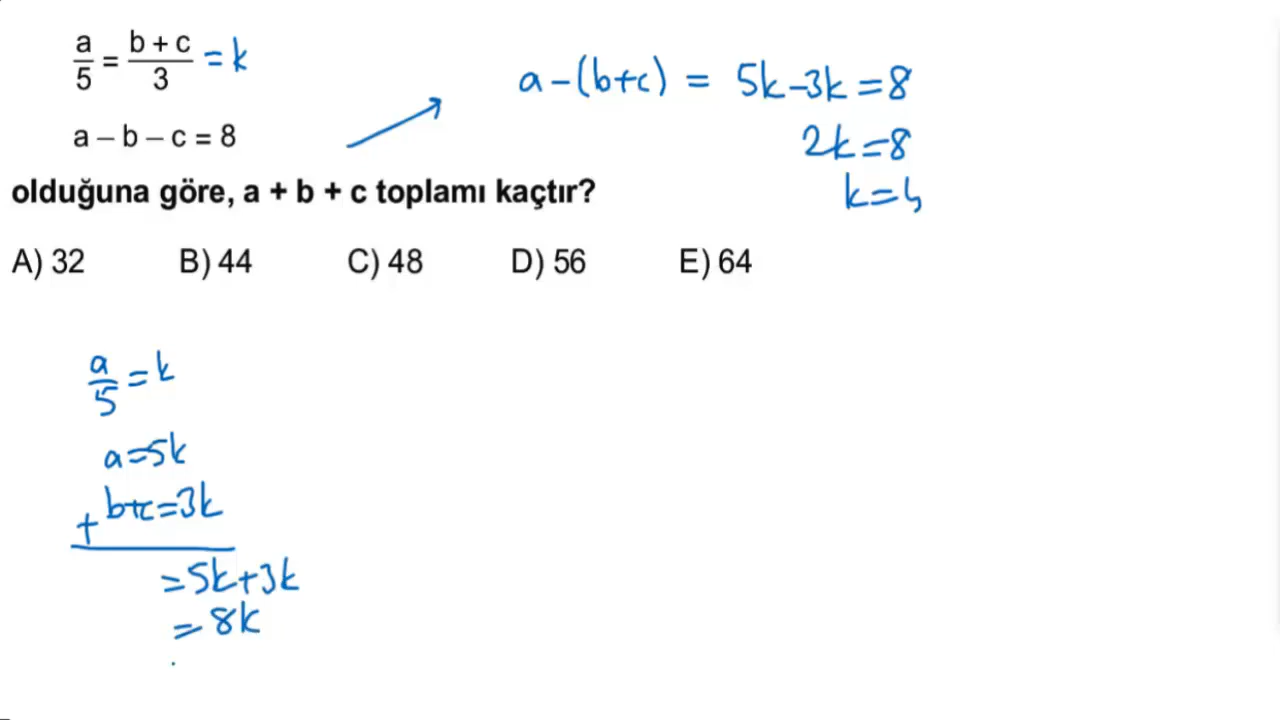 a/5 = (b + c)/3 = k
a – b – c = 8
a – (b+c) = 5k – 3k = 8
2k = 8
k = 4
olduğuna göre, a + b + c toplamı kaçtır?
A) 32 B) 44 C) 48 D) 56 E) 64
a/5 = k
a = 5k
+ b+c = 3k
= 5k + 3k
= 8k